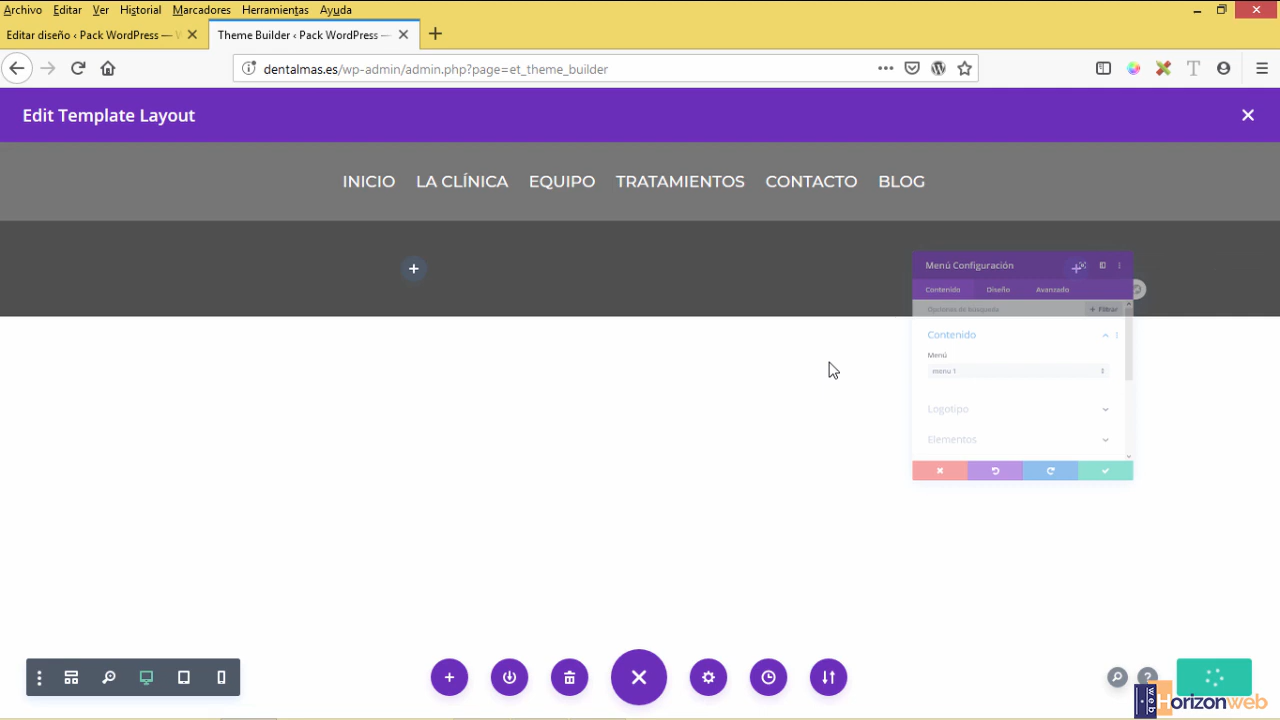 Archivo Editar Ver Historial Marcadores Herramientas Ayuda
Editar diseño ‹ Pack WordPress — W
Theme Builder ‹ Pack WordPress —
dentalmas.es/wp-admin/admin.php?page=et_theme_builder
Edit Template Layout
INICIO LA CLÍNICA EQUIPO TRATAMIENTOS CONTACTO BLOG
Menú Configuración
Contenido Diseño Avanzado
Opciones de busqueda + Filtrar
Contenido
Menú
menu 1
Logotipo
Elementos
web Horizonweb